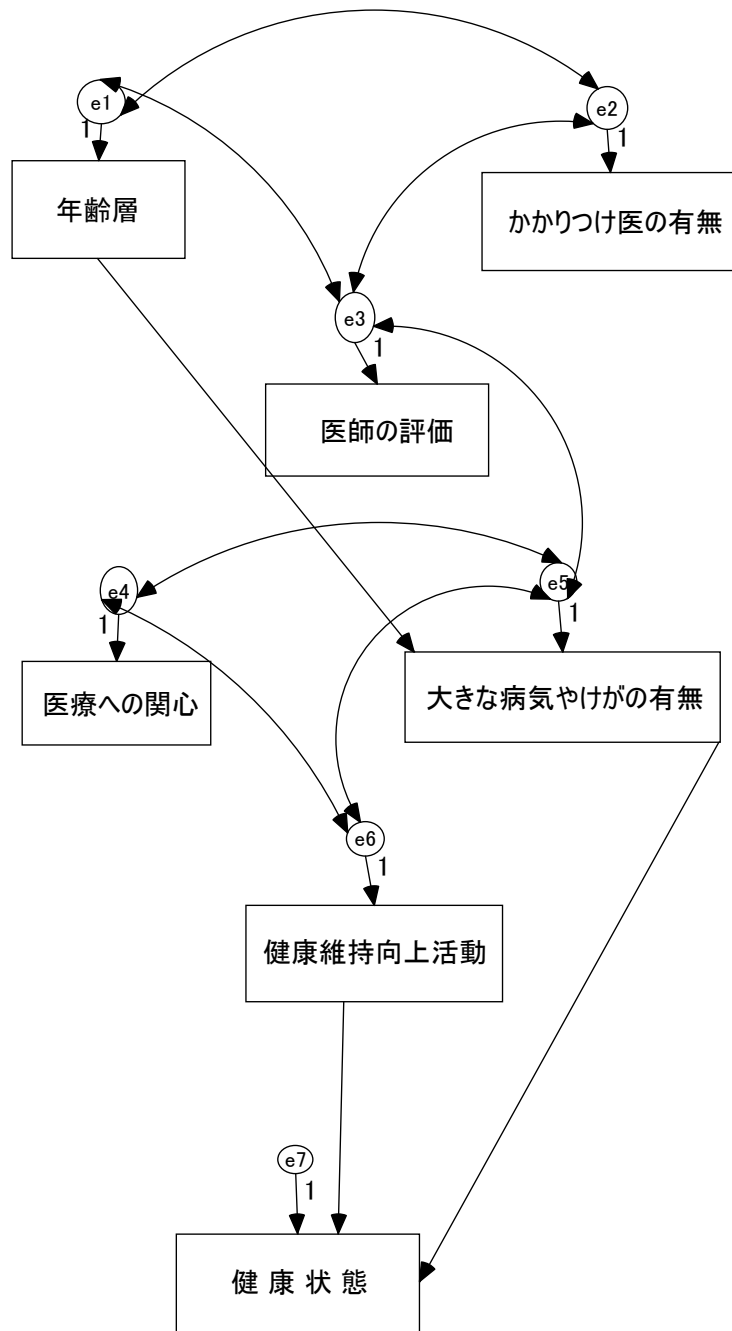 e1
e2
1
1
年齢層
かかりつけ医の有無
e3
1
医師の評価
e4
e5
1
1
医療への関心
大きな病気やけがの有無
e6
1
健康維持向上活動
e7
1
健 康 状 態